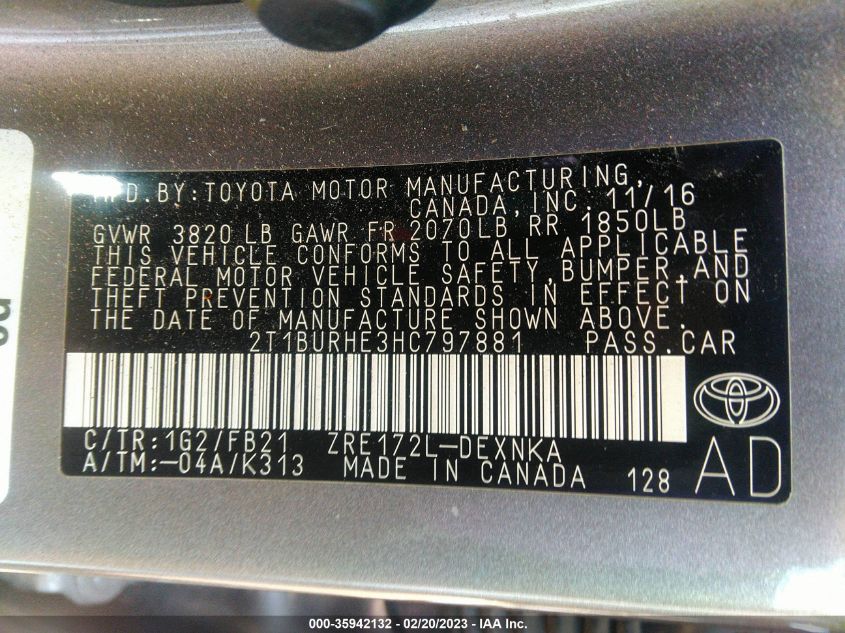 MFD.BY:TOYOTA MOTOR MANUFACTURING,
CANADA,INC. 11/16
GVWR 3820 LB GAWR FR 2070LB RR 1850LB
THIS VEHICLE CONFORMS TO ALL APPLICABLE
FEDERAL MOTOR VEHICLE SAFETY,BUMPER,AND
THEFT PREVENTION STANDARDS IN EFFECT ON
THE DATE OF MANUFACTURE SHOWN ABOVE.
2T1BURHE3HC797881 PASS.CAR
C/TR:1G2/FB21 ZRE172L-DEXNKA
A/TM:-04A/K313 MADE IN CANADA 128
AD
000-35942132 - 02/20/2023 - IAA Inc.